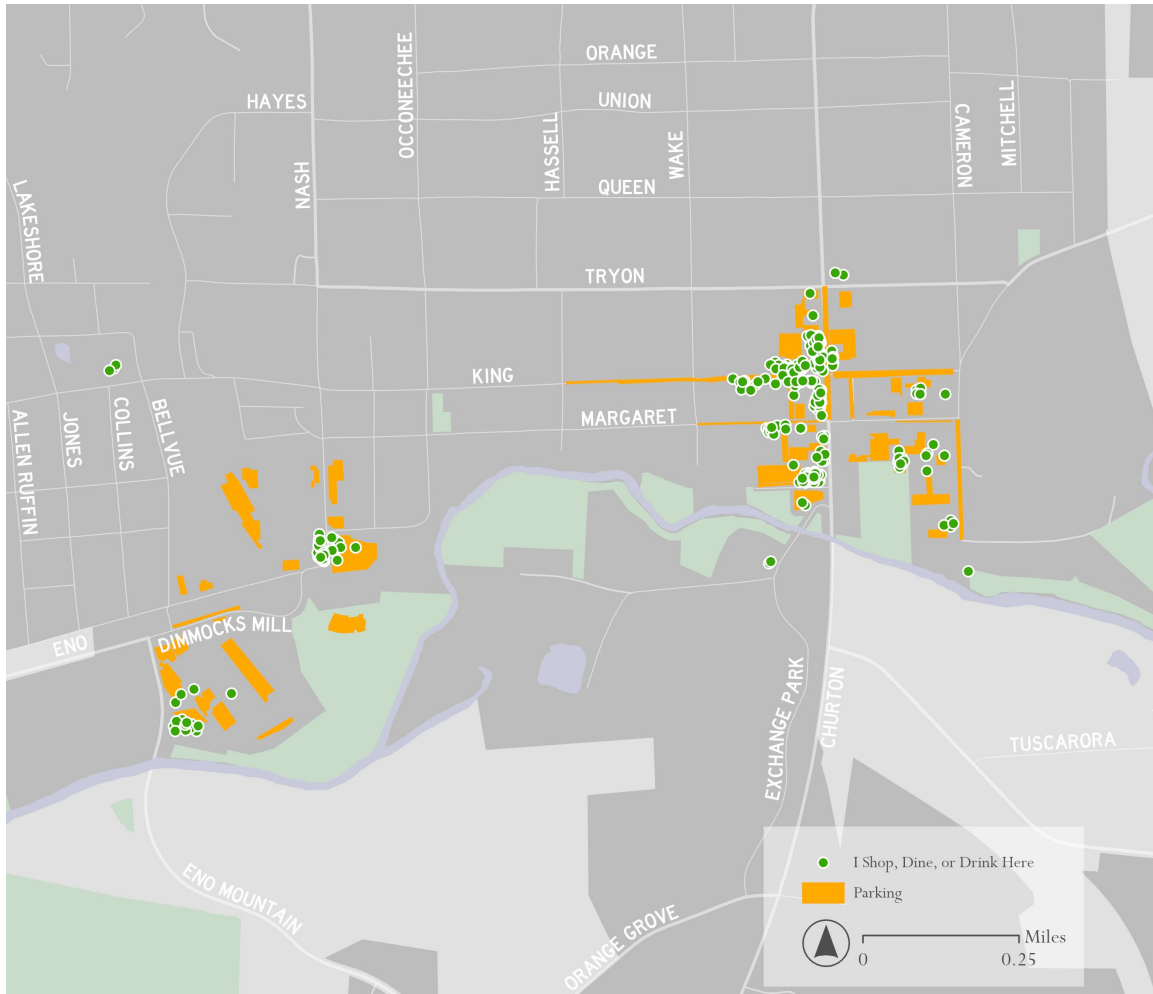 ORANGE
HAYES
UNION
OCCONEECHEE
HASSELL
WAKE
CAMERON
MITCHELL
NASH
QUEEN
LAKESHORE
TRYON
KING
MARGARET
ALLEN RUFFIN
JONES
COLLINS
BELLVUE
ENO
DIMMOCKS MILL
EXCHANGE PARK
CHURTON
TUSCARORA
ENO MOUNTAIN
ORANGE GROVE
I Shop, Dine, or Drink Here
Parking
Miles
0 0.25